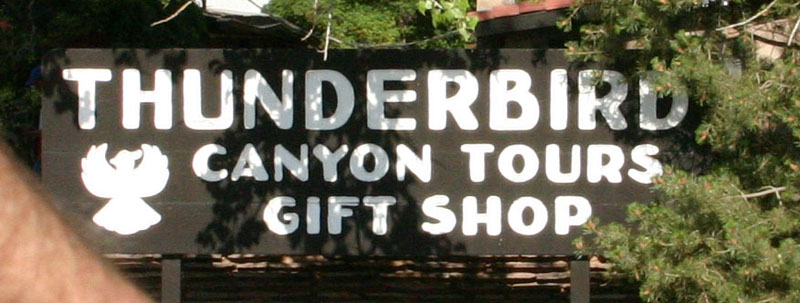 THUNDERBIRD
CANYON TOURS
GIFT SHOP